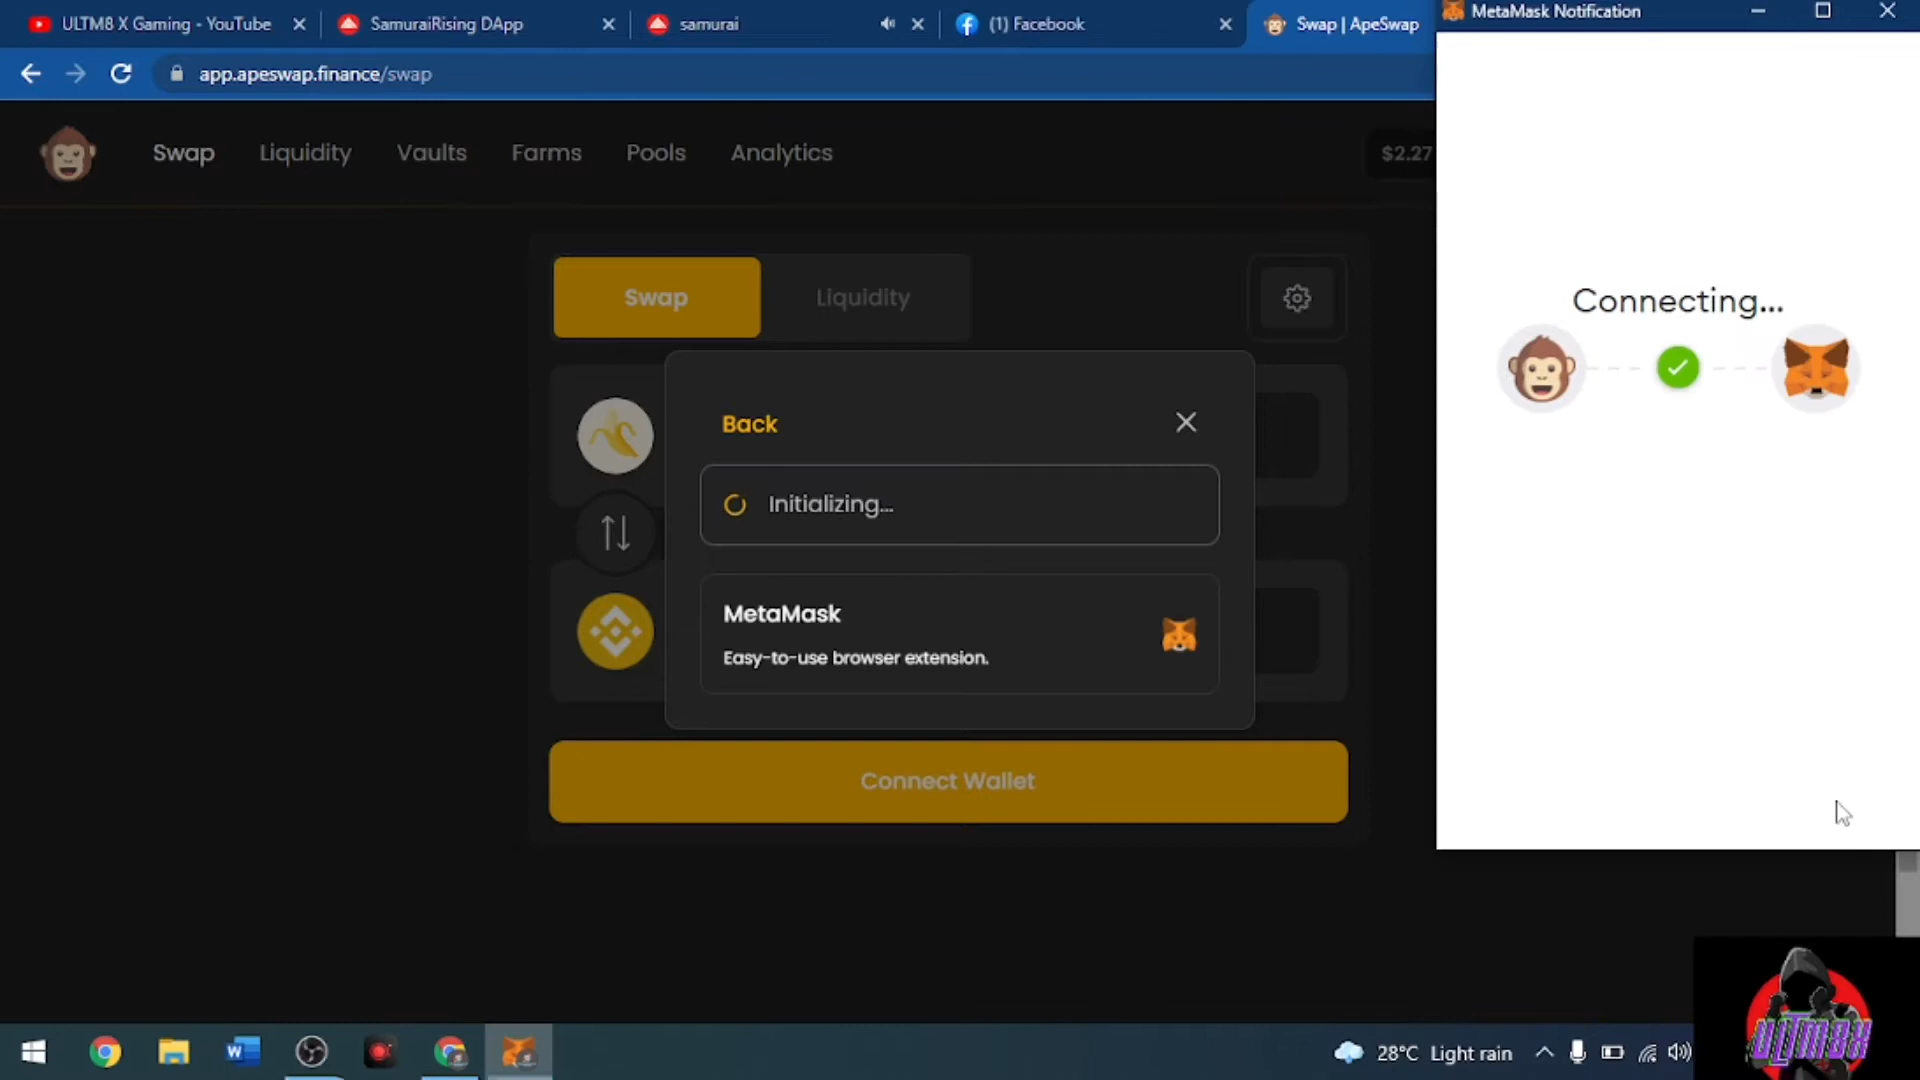 ULTM8 X Gaming - YouTube
SamuraiRising DApp
samurai
(1) Facebook
Swap | ApeSwap
MetaMask Notification
app.apeswap.finance/swap
Swap
Liquidity
Vaults
Farms
Pools
Analytics
$2.27
Swap
Liquidity
Connecting...
Back
Initializing...
MetaMask
Easy-to-use browser extension.
Connect Wallet
28°C Light rain
ULTM8X